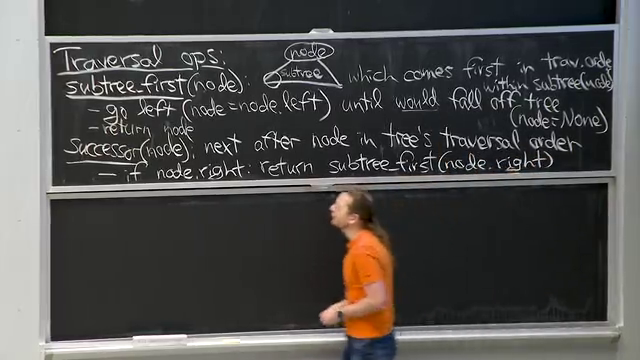 Traversal ops:
node
subtree
subtree_first(node): which comes first in trav. order
within subtree(node)
- go left (node=node.left) until would fall off tree
(node=None)
- return node
successor(node): next after node in tree's traversal order
- if node.right: return subtree_first(node.right)